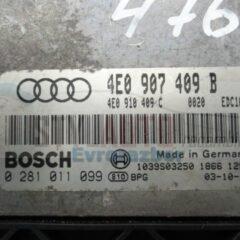 476
4E0 907 409 B
4E0 910 409 C 0020 EDC16
BOSCH Made in German
1039S03250 1866 12
0 281 011 099 810 BPG 03-10-